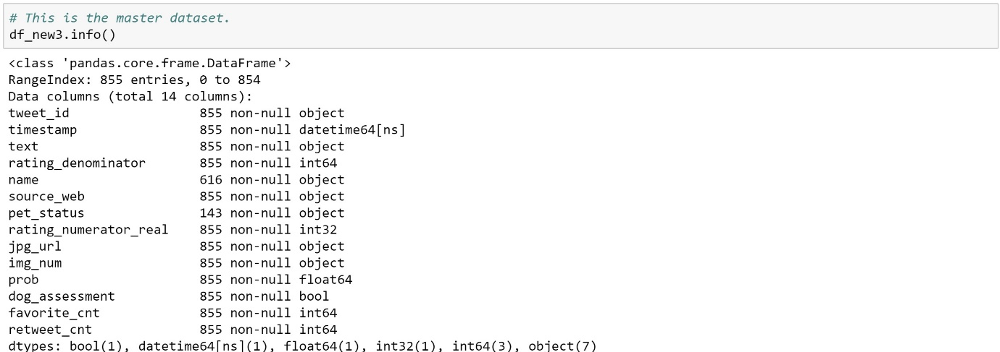 # This is the master dataset.
df_new3.info()
<class 'pandas.core.frame.DataFrame'>
RangeIndex: 855 entries, 0 to 854
Data columns (total 14 columns):
tweet_id                855 non-null object
timestamp               855 non-null datetime64[ns]
text                    855 non-null object
rating_denominator      855 non-null int64
name                    616 non-null object
source_web              855 non-null object
pet_status              143 non-null object
rating_numerator_real    855 non-null int32
jpg_url                 855 non-null object
img_num                 855 non-null object
prob                    855 non-null float64
dog_assessment          855 non-null bool
favorite_cnt            855 non-null int64
retweet_cnt             855 non-null int64
dtypes: bool(1), datetime64[ns](1), float64(1), int32(1), int64(3), object(7)